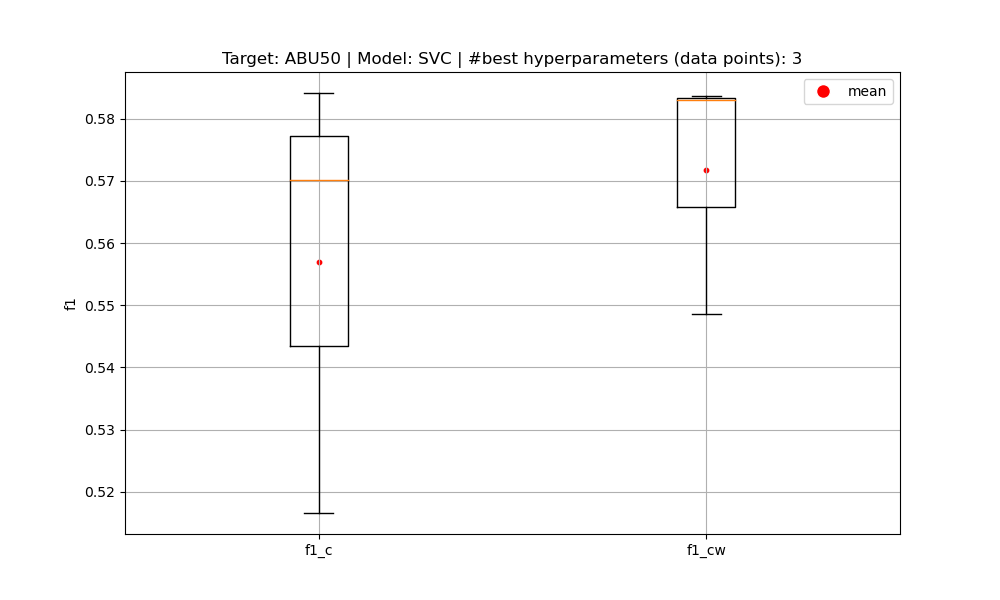 Target: ABU50 | Model: SVC | #best hyperparameters (data points): 3
mean
0.58
0.57
0.56
0.55
0.54
0.53
0.52
f1
f1_c
f1_cw